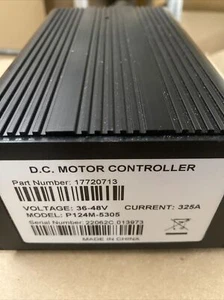 D.C. MOTOR CONTROLLER
Part Number: 17720713
VOLTAGE: 36-48V CURRENT: 325A
MODEL: P124M-5305
Serial Number: 22062C 013973
MADE IN CHINA